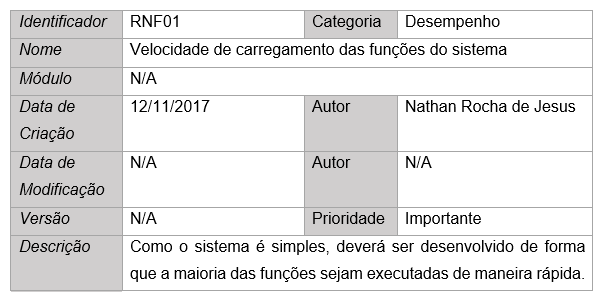 Identificador RNF01 Categoria Desempenho
Nome Velocidade de carregamento das funções do sistema
Módulo N/A
Data de Criação 12/11/2017 Autor Nathan Rocha de Jesus
Data de Modificação N/A Autor N/A
Versão N/A Prioridade Importante
Descrição Como o sistema é simples, deverá ser desenvolvido de forma
que a maioria das funções sejam executadas de maneira rápida.